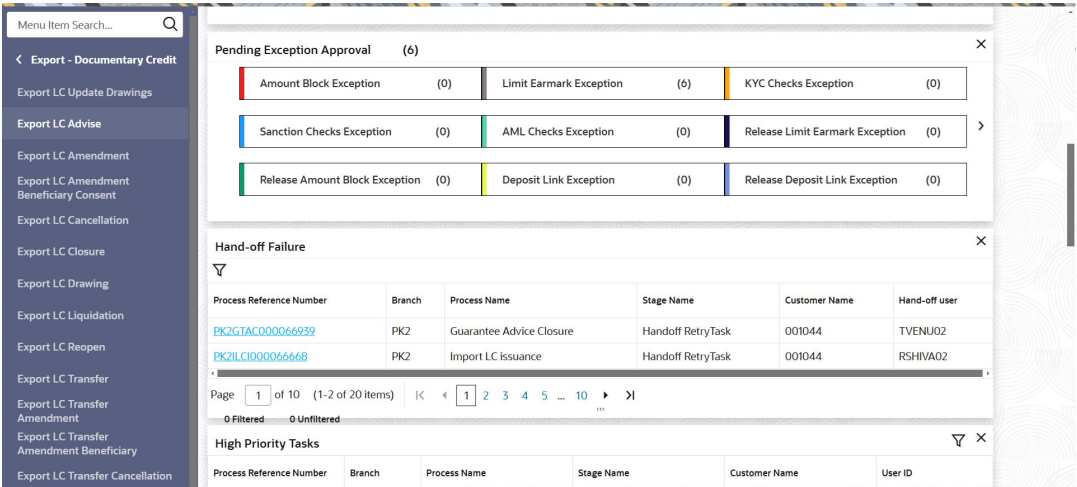 Menu Item Search...
Export - Documentary Credit
Export LC Update Drawings
Export LC Advise
Export LC Amendment
Export LC Amendment
Beneficiary Consent
Export LC Cancellation
Export LC Closure
Export LC Drawing
Export LC Liquidation
Export LC Reopen
Export LC Transfer
Export LC Transfer
Amendment
Export LC Transfer
Amendment Beneficiary
Export LC Transfer Cancellation
Pending Exception Approval (6)
Amount Block Exception (0) Limit Earmark Exception (6) KYC Checks Exception (0)
Sanction Checks Exception (0) AML Checks Exception (0) Release Limit Earmark Exception (0)
Release Amount Block Exception (0) Deposit Link Exception (0) Release Deposit Link Exception (0)
Hand-off Failure
Process Reference Number Branch Process Name Stage Name Customer Name Hand-off user
PK2GTAC000066939 PK2 Guarantee Advice Closure Handoff RetryTask 001044 TVENU02
PK2ILCI000066668 PK2 Import LC issuance Handoff RetryTask 001044 RSHIVA02
Page 1 of 10 (1-2 of 20 items) 1 2 3 4 5 ... 10
0 Filtered 0 Unfiltered
High Priority Tasks
Process Reference Number Branch Process Name Stage Name Customer Name User ID